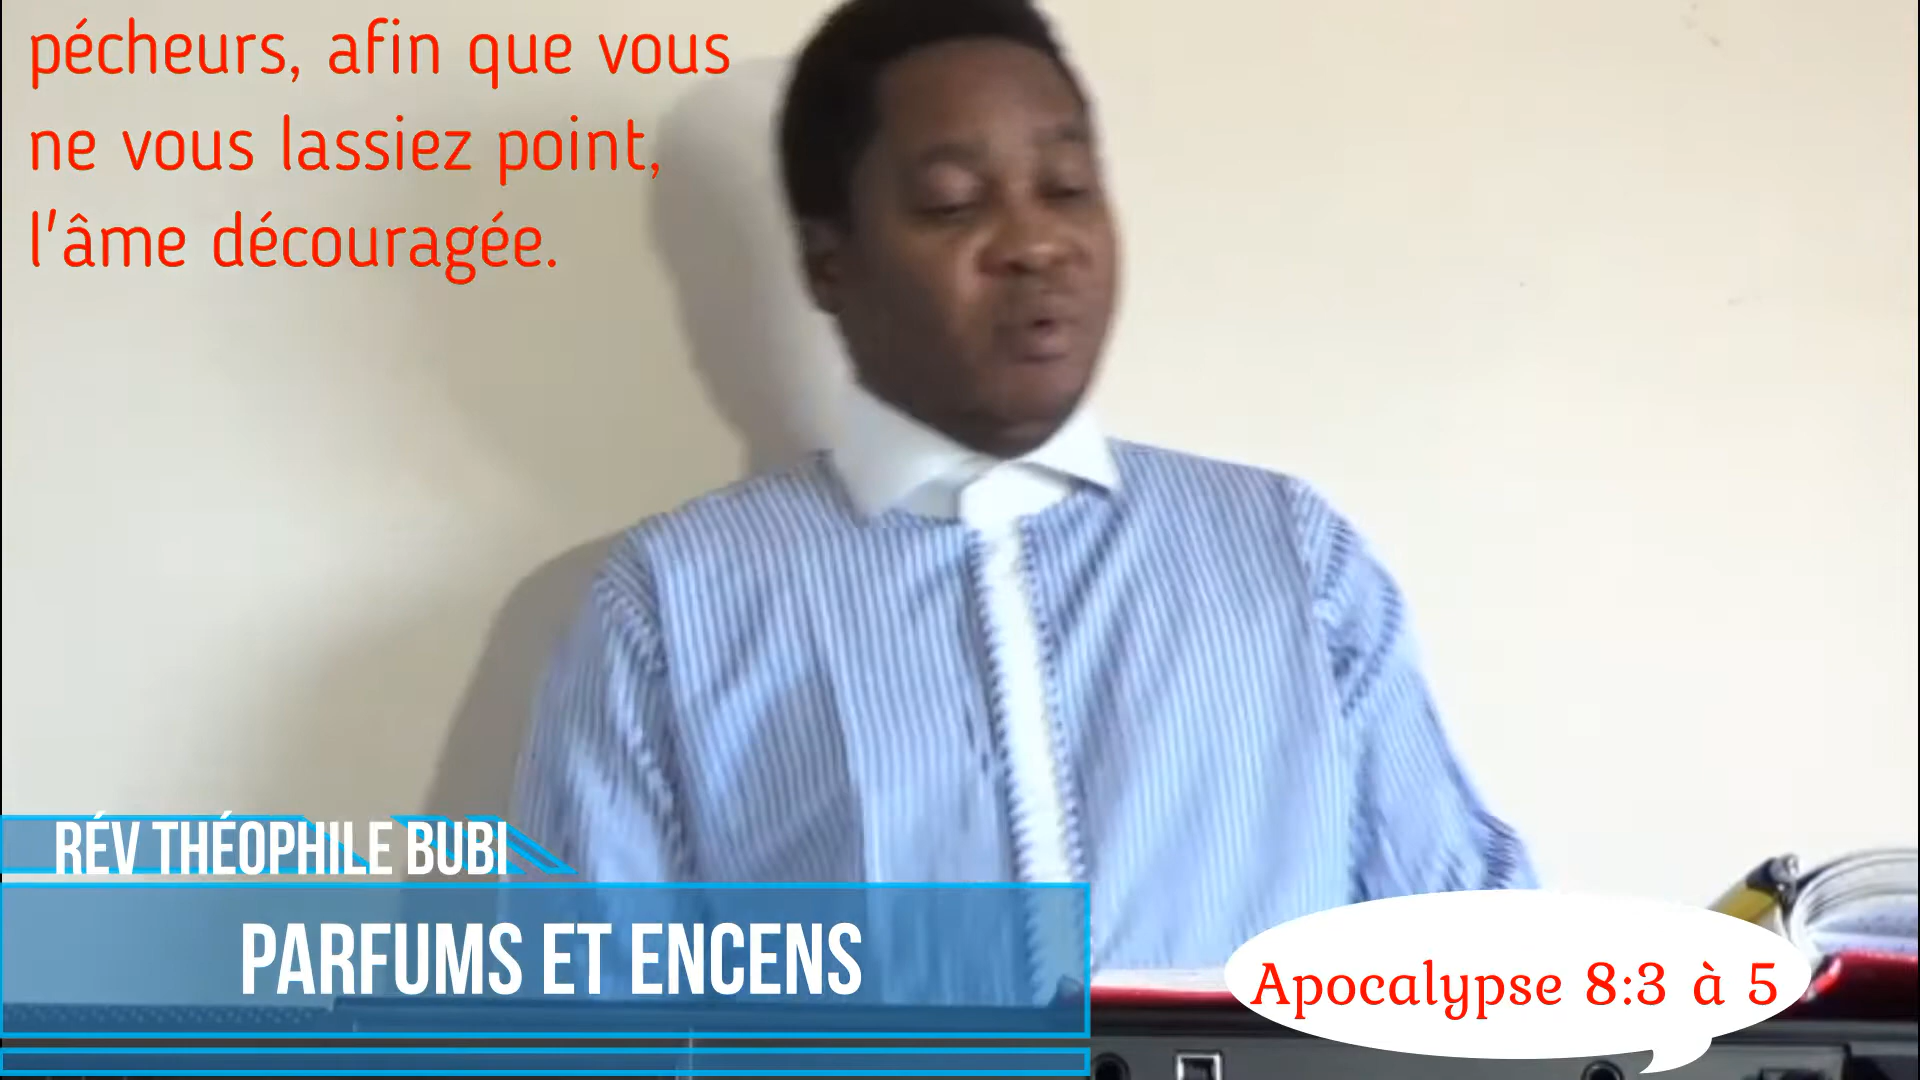 pécheurs, afin que vous
ne vous lassiez point,
l'âme découragée.
RÉV THÉOPHILE BUBI
PARFUMS ET ENCENS
Apocalypse 8:3 à 5